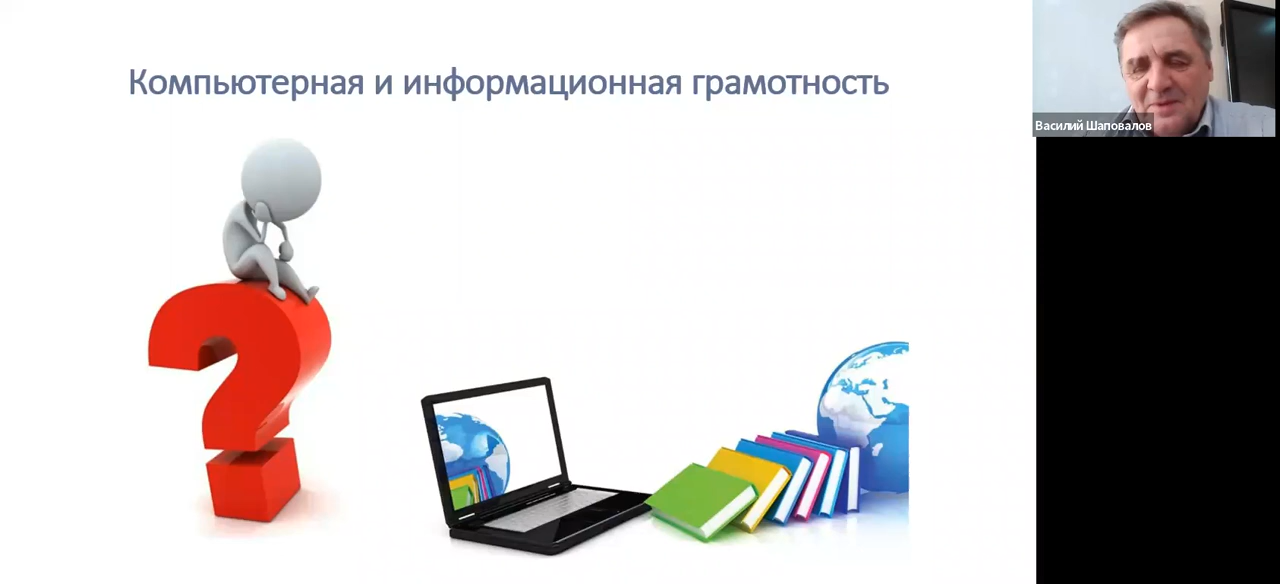 Компьютерная и информационная грамотность
Василий Шаповалов